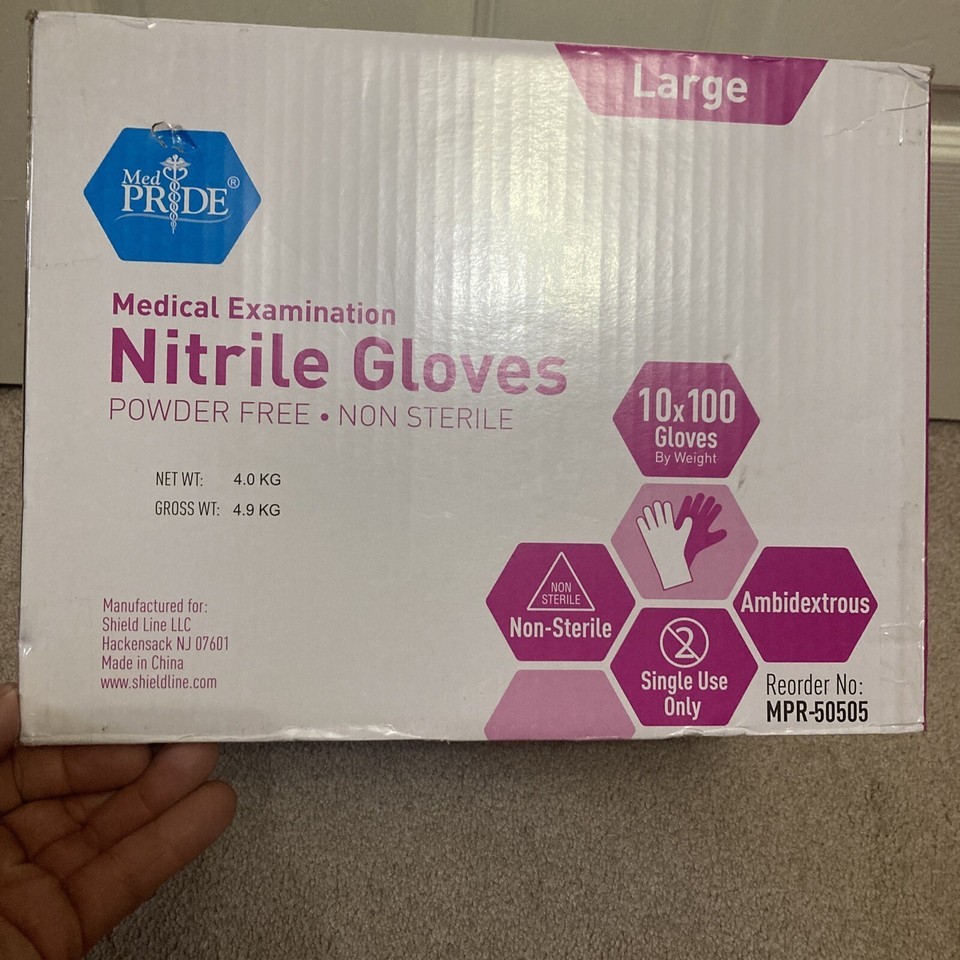 Large
Med
PRIDE®
Medical Examination
Nitrile Gloves
POWDER FREE • NON STERILE
10x100
Gloves
By Weight
NET WT: 4.0 KG
GROSS WT: 4.9 KG
NON
STERILE
Non-Sterile
Ambidextrous
2
Single Use
Only
Manufactured for:
Shield Line LLC
Hackensack NJ 07601
Made in China
www.shieldline.com
Reorder No:
MPR-50505